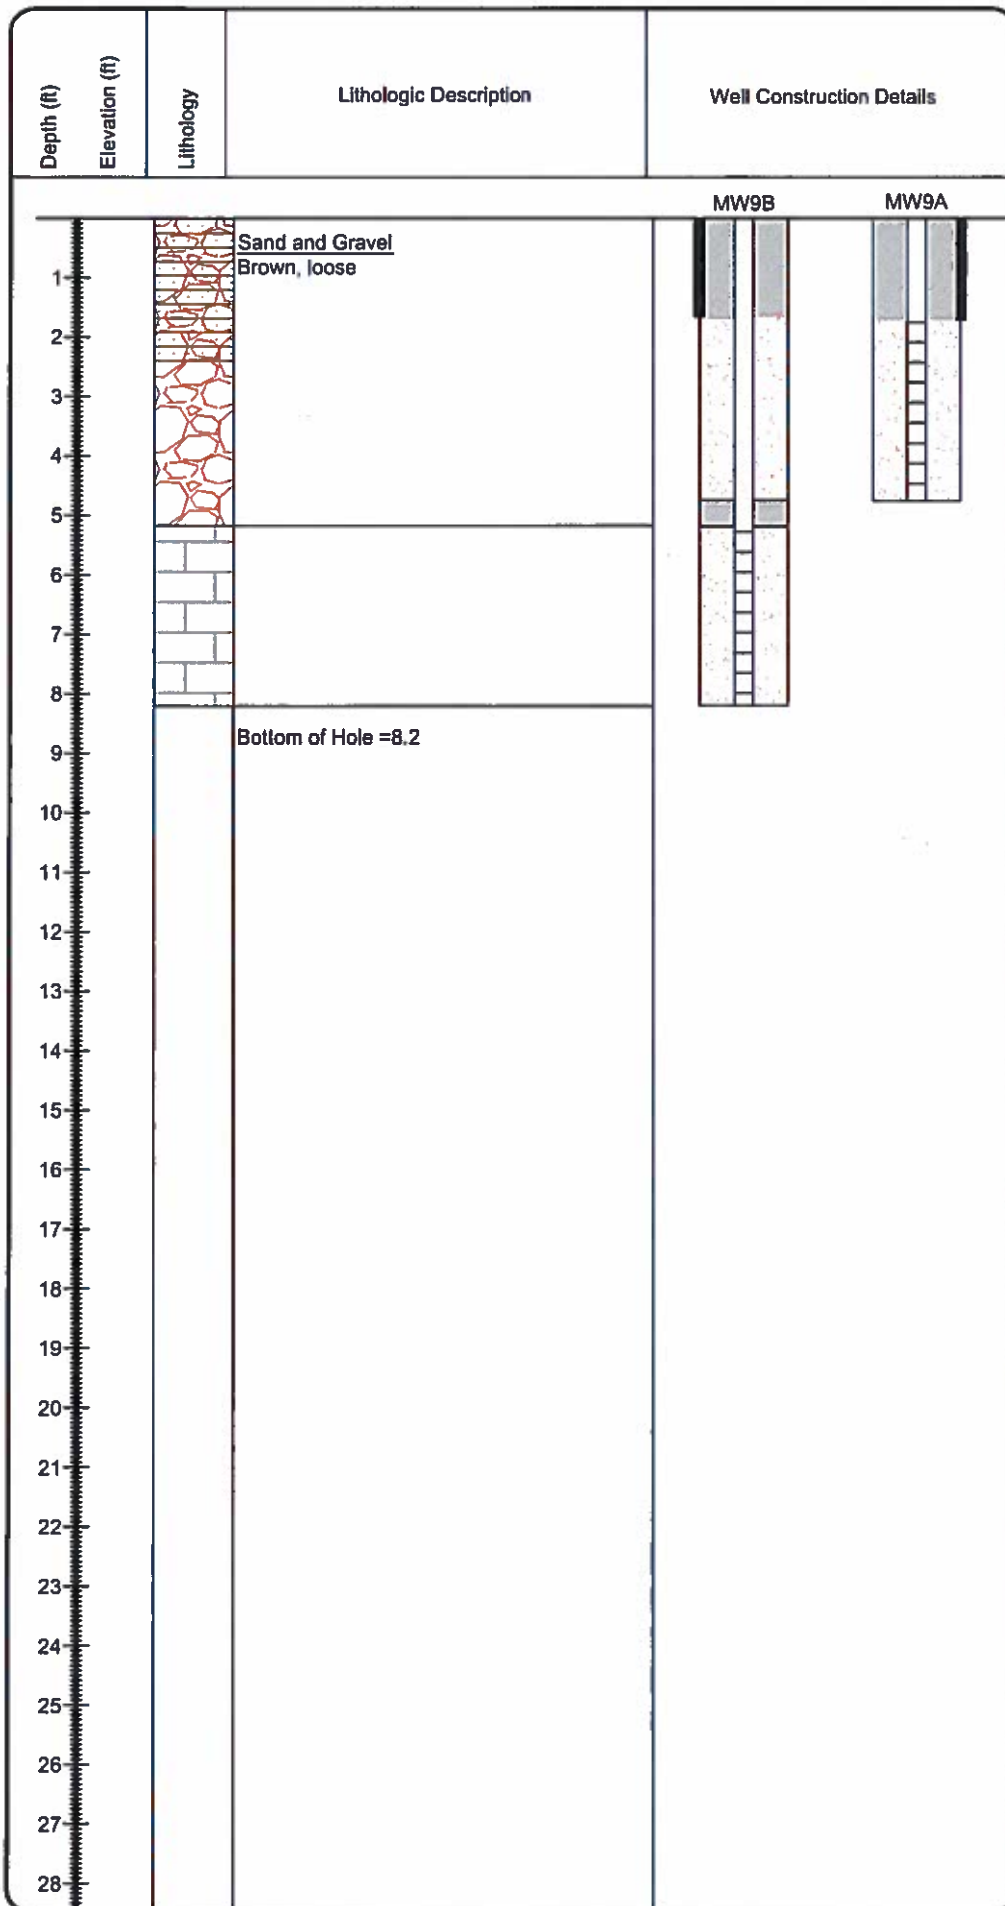 Depth (ft)
Elevation (ft)
Lithology
Lithologic Description
Well Construction Details
MW9B
MW9A
Sand and Gravel
Brown, loose
1
2
3
4
5
6
7
8
Bottom of Hole =8.2
9
10
11
12
13
14
15
16
17
18
19
20
21
22
23
24
25
26
27
28